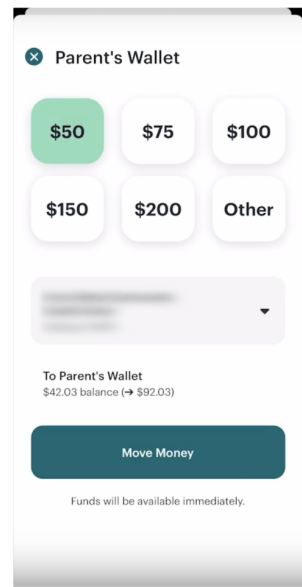 Parent's Wallet
$50
$75
$100
$150
$200
Other
To Parent's Wallet
$42.03 balance (➔ $92.03)
Move Money
Funds will be available immediately.